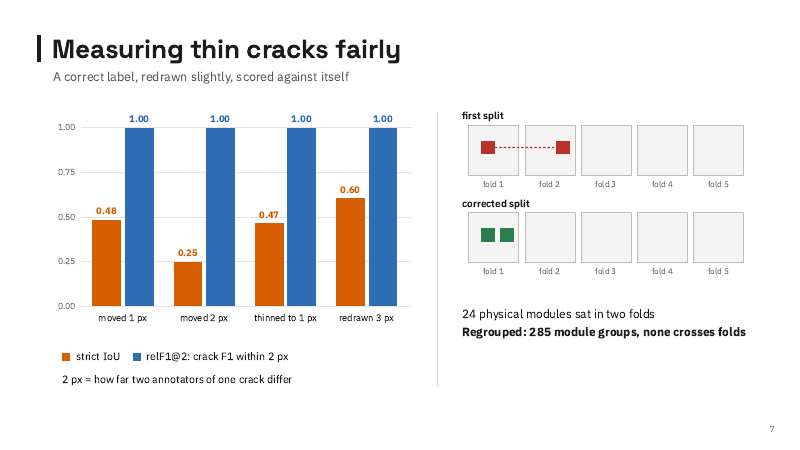 Measuring thin cracks fairly
A correct label, redrawn slightly, scored against itself
1.00 1.00 1.00 1.00
1.00
0.75
0.50
0.25
0.00
0.48 0.25 0.47 0.60
moved 1 px moved 2 px thinned to 1 px redrawn 3 px
strict IoU relF1@2: crack F1 within 2 px
2 px = how far two annotators of one crack differ
first split
fold 1 fold 2 fold 3 fold 4 fold 5
corrected split
fold 1 fold 2 fold 3 fold 4 fold 5
24 physical modules sat in two folds
Regrouped: 285 module groups, none crosses folds
7